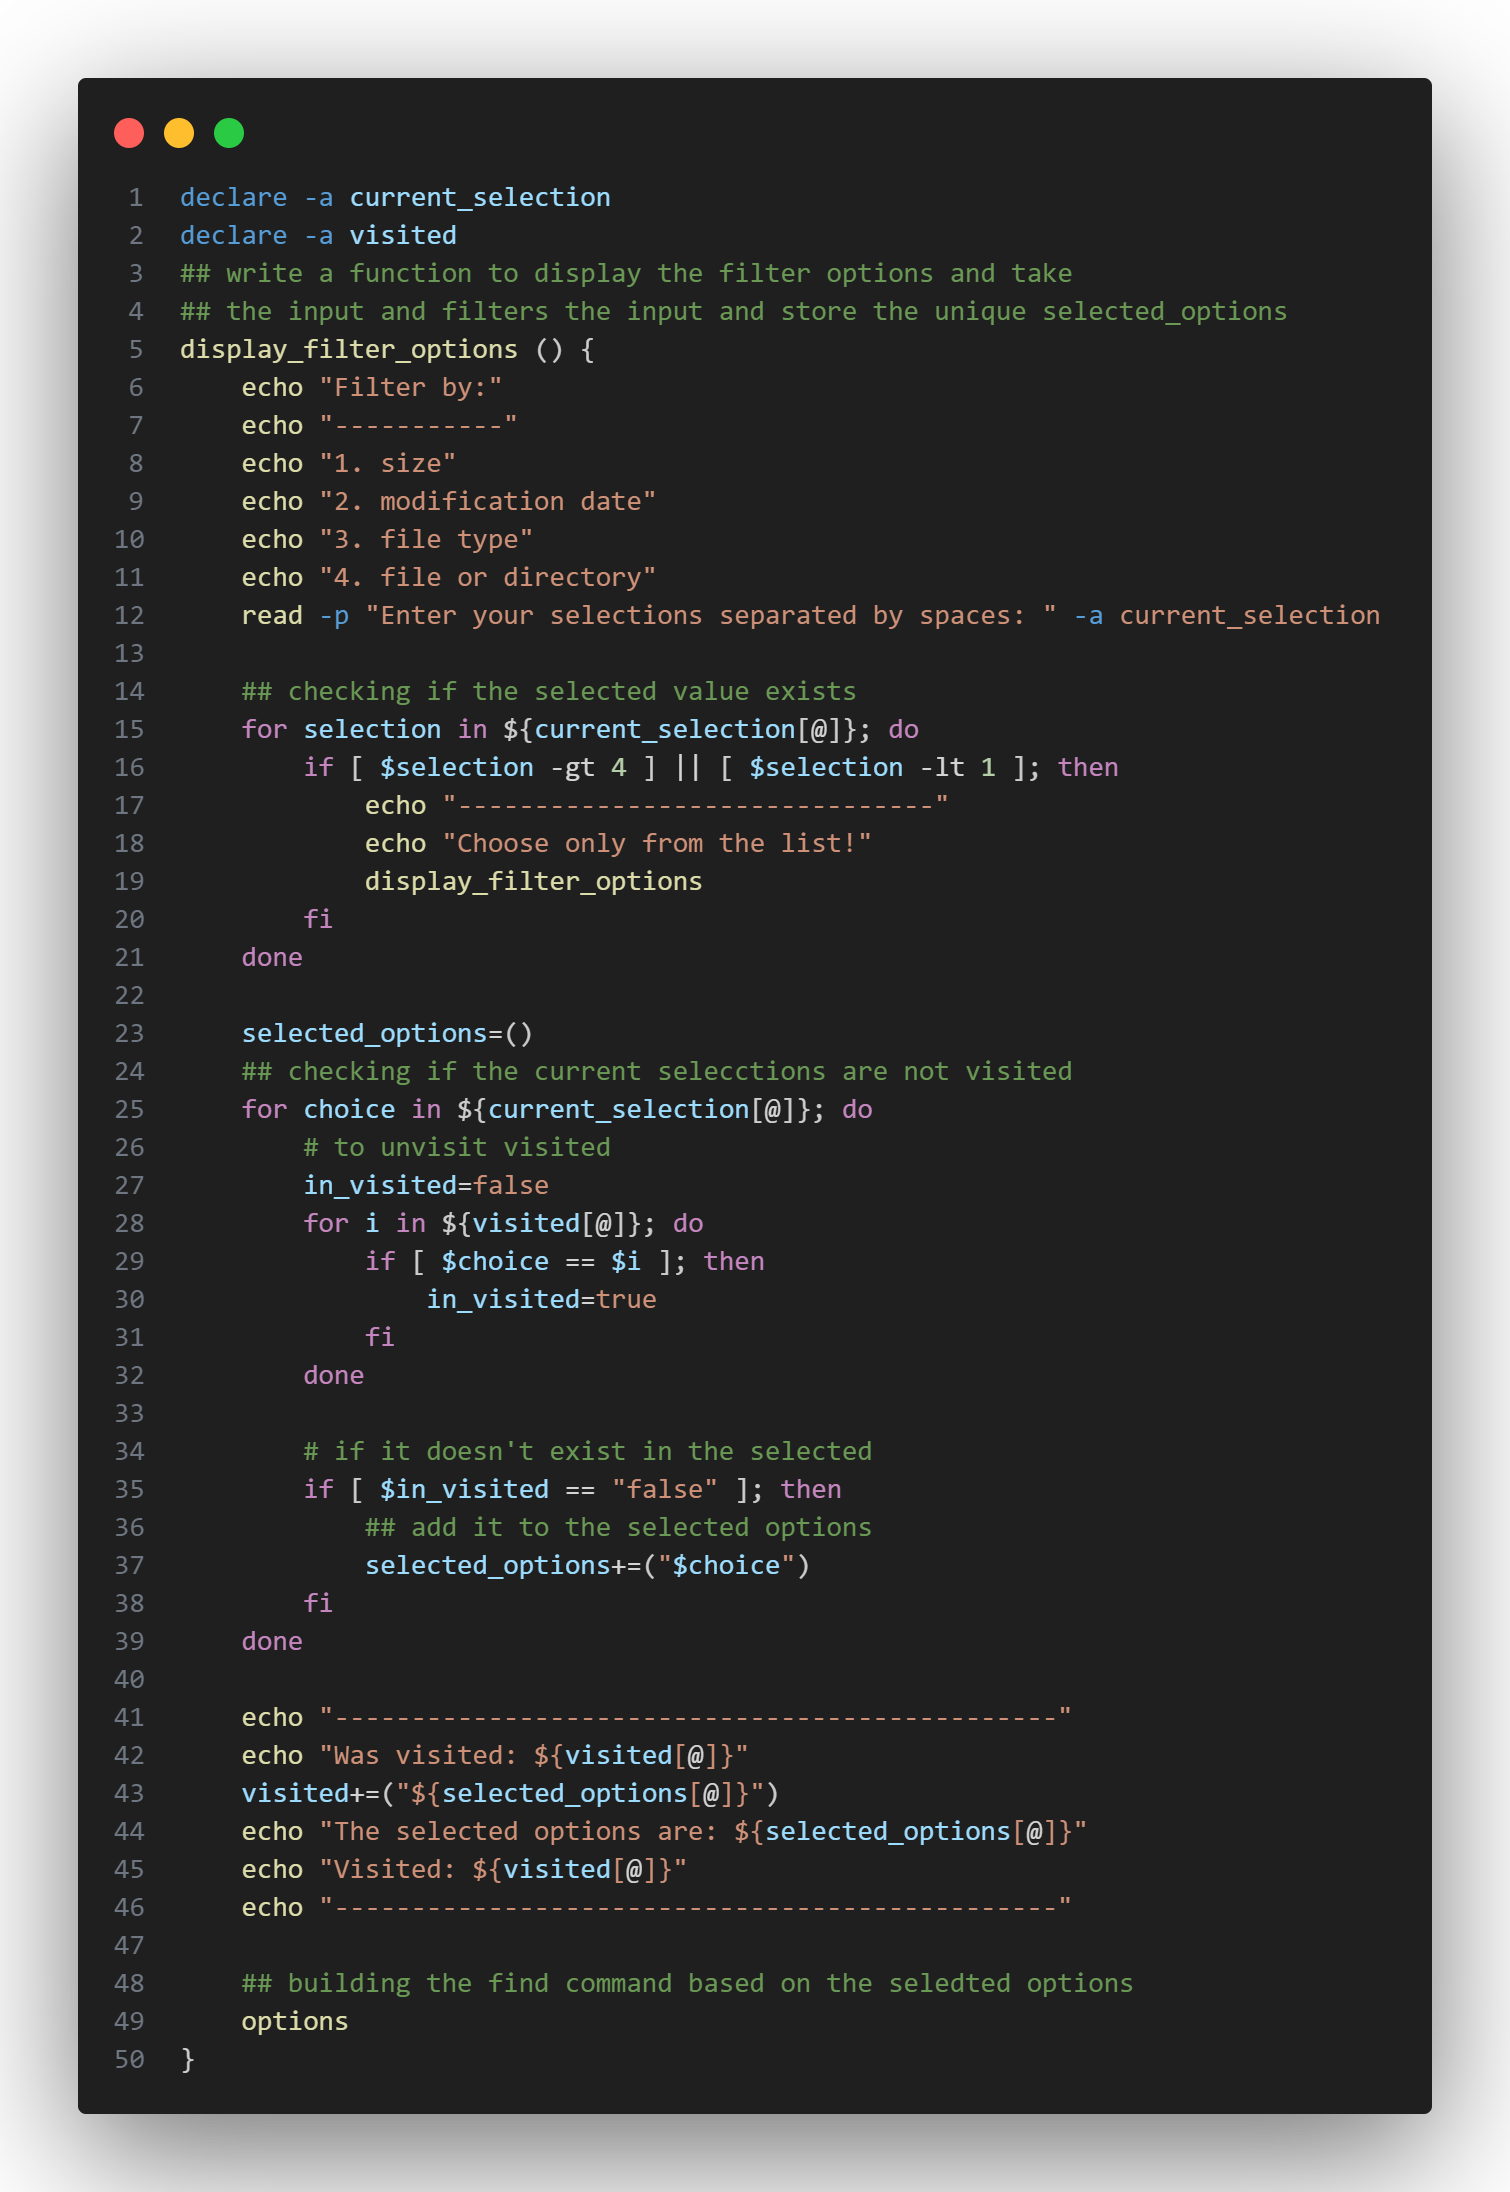 1 declare -a current_selection
2 declare -a visited
3 ## write a function to display the filter options and take
4 ## the input and filters the input and store the unique selected_options
5 display_filter_options () {
6     echo "Filter by:"
7     echo "-----------"
8     echo "1. size"
9     echo "2. modification date"
10     echo "3. file type"
11     echo "4. file or directory"
12     read -p "Enter your selections separated by spaces: " -a current_selection
13
14     ## checking if the selected value exists
15     for selection in ${current_selection[@]}; do
16         if [ $selection -gt 4 ] || [ $selection -lt 1 ]; then
17             echo "-------------------------------"
18             echo "Choose only from the list!"
19             display_filter_options
20         fi
21     done
22
23     selected_options=()
24     ## checking if the current selecctions are not visited
25     for choice in ${current_selection[@]}; do
26         # to unvisit visited
27         in_visited=false
28         for i in ${visited[@]}; do
29             if [ $choice == $i ]; then
30                 in_visited=true
31             fi
32         done
33
34         # if it doesn't exist in the selected
35         if [ $in_visited == "false" ]; then
36             ## add it to the selected options
37             selected_options+=("$choice")
38         fi
39     done
40
41     echo "-----------------------------------------------"
42     echo "Was visited: ${visited[@]}"
43     visited+=("${selected_options[@]}")
44     echo "The selected options are: ${selected_options[@]}"
45     echo "Visited: ${visited[@]}"
46     echo "-----------------------------------------------"
47
48     ## building the find command based on the seledted options
49     options
50 }